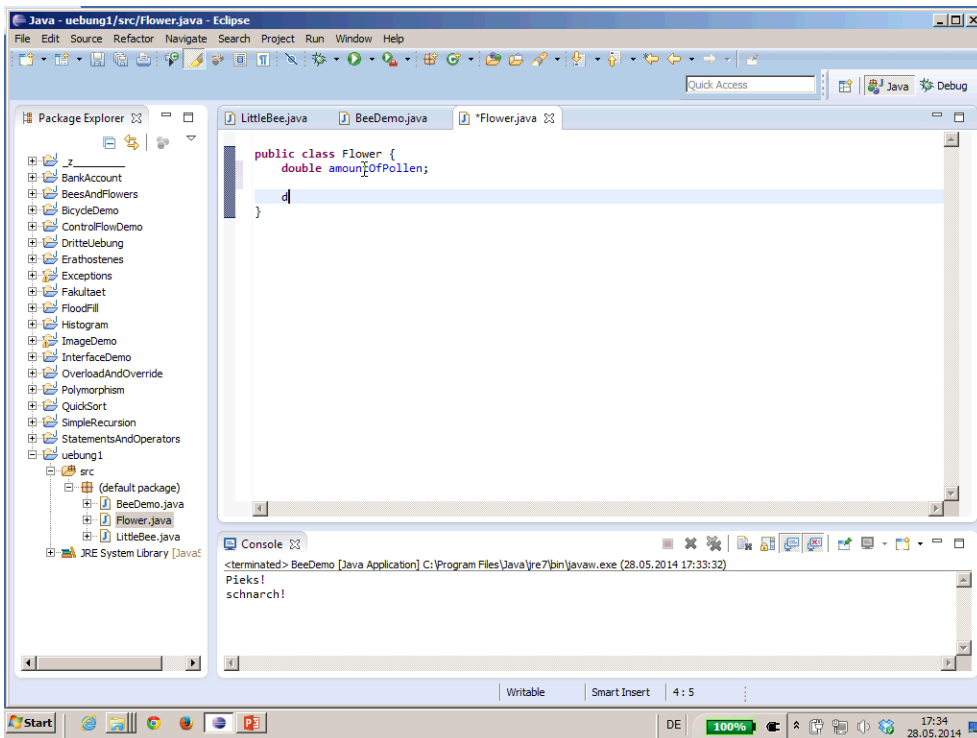 Java - uebung1/src/Flower.java - Eclipse
File Edit Source Refactor Navigate Search Project Run Window Help
Quick Access
Java
Debug
Package Explorer
LittleBee.java
BeeDemo.java
*Flower.java
_z_________
BankAccount
BeesAndFlowers
BicycleDemo
ControlFlowDemo
DritteUebung
Erathostenes
Exceptions
Fakultaet
FloodFill
Histogram
ImageDemo
InterfaceDemo
OverloadAndOverride
Polymorphism
QuickSort
SimpleRecursion
StatementsAndOperators
uebung1
src
(default package)
BeeDemo.java
Flower.java
LittleBee.java
JRE System Library [JavaS
public class Flower {
double amountOfPollen;
d
}
Console
<terminated> BeeDemo [Java Application] C:\Program Files\Java\jre7\bin\javaw.exe (28.05.2014 17:33:32)
Pieks!
schnarch!
Writable
Smart Insert
4 : 5
Start
DE
100%
17:34
28.05.2014